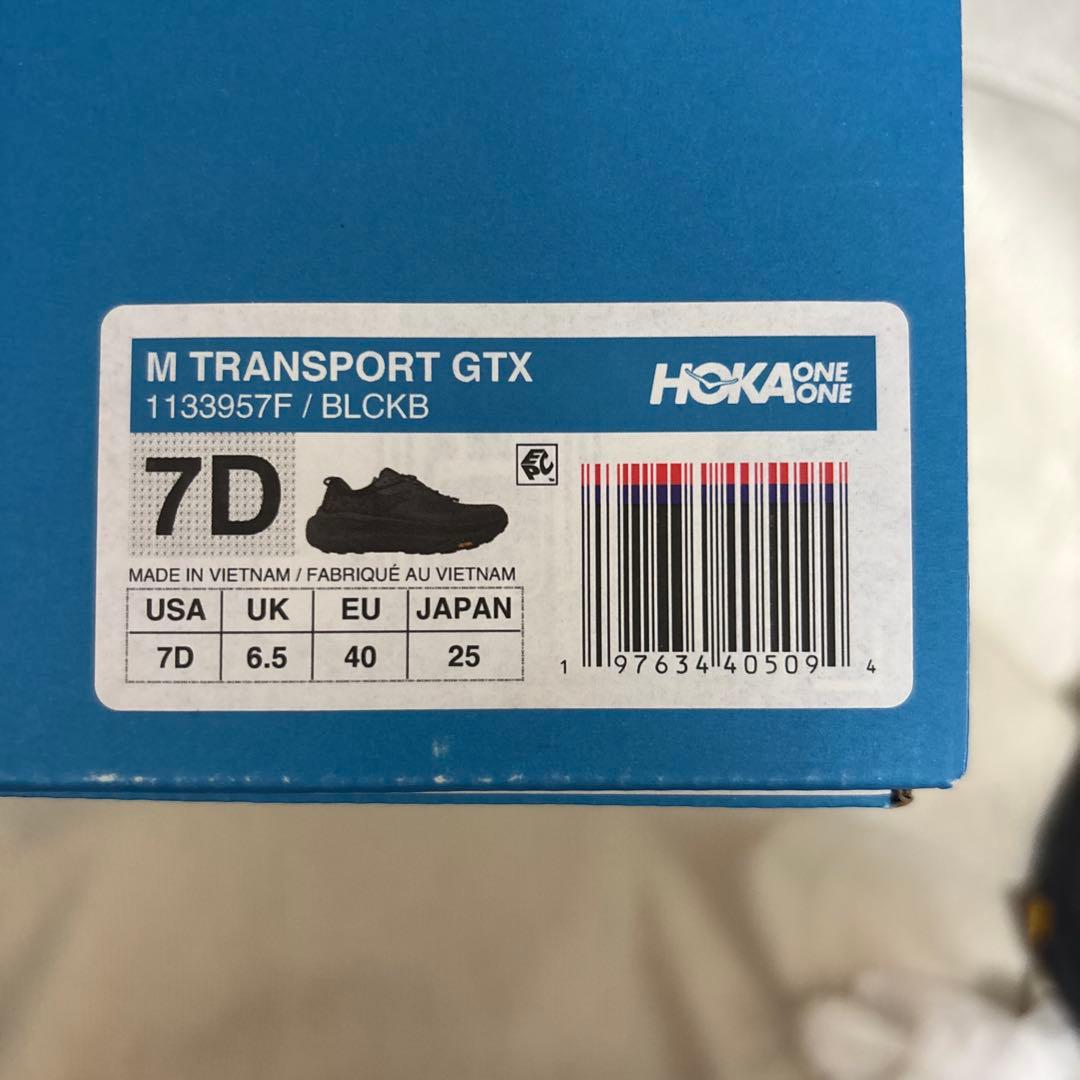 M TRANSPORT GTX
1133957F / BLCKB
HOKA ONE ONE
7D
EPC
MADE IN VIETNAM / FABRIQUÉ AU VIETNAM
USA UK EU JAPAN
7D 6.5 40 25
1 97634 40509 4